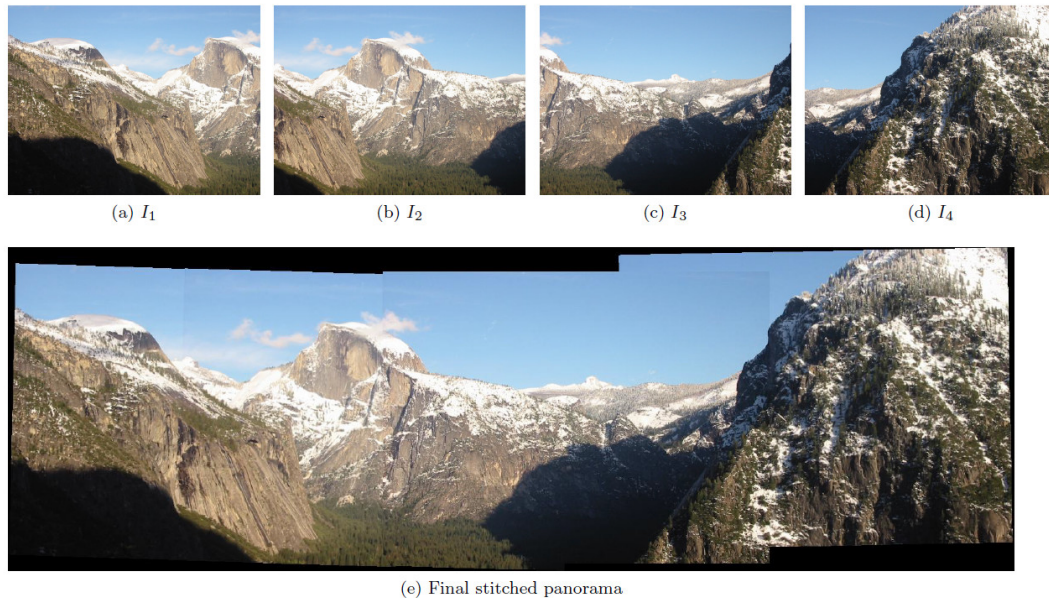 (a) I₁
(b) I₂
(c) I₃
(d) I₄
(e) Final stitched panorama